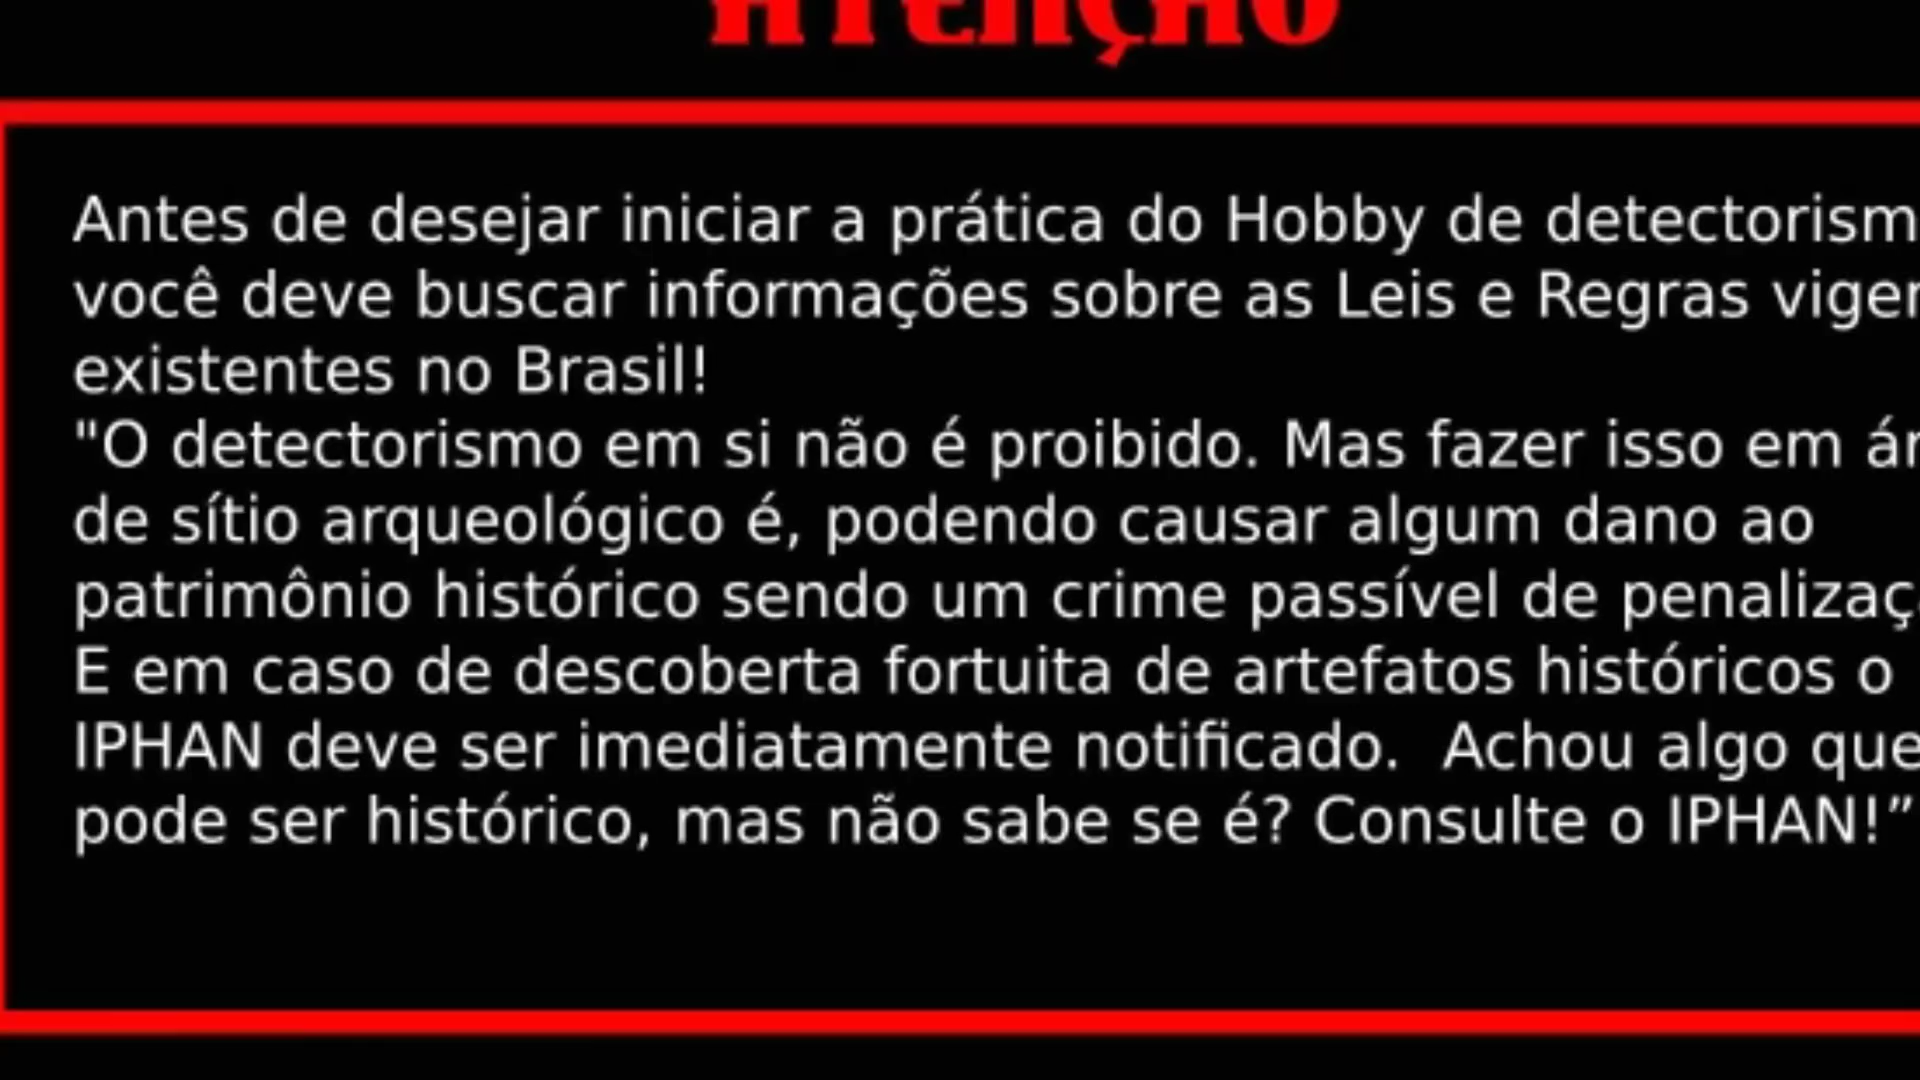 ATENÇÃO
Antes de desejar iniciar a prática do Hobby de detectorism
você deve buscar informações sobre as Leis e Regras
existentes no Brasil!
"O detectorismo em si não é proibido. Mas fazer isso em
de sítio arqueológico é, podendo causar algum dano ao
patrimônio histórico sendo um crime passível de
E em caso de descoberta fortuita de artefatos históricos o
IPHAN deve ser imediatamente notificado.  Achou algo que
pode ser histórico, mas não sabe se é? Consulte o IPHAN!”